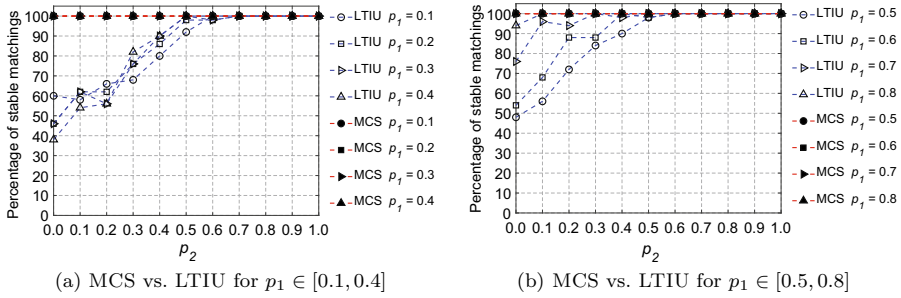 Percentage of stable matchings
100
90
80
70
60
50
40
30
20
10
0
0.0 0.1 0.2 0.3 0.4 0.5 0.6 0.7 0.8 0.9 1.0
p2
LTIU p1 = 0.1
LTIU p1 = 0.2
LTIU p1 = 0.3
LTIU p1 = 0.4
MCS p1 = 0.1
MCS p1 = 0.2
MCS p1 = 0.3
MCS p1 = 0.4
(a) MCS vs. LTIU for p1 ∈ [0.1, 0.4]
Percentage of stable matchings
100
90
80
70
60
50
40
30
20
10
0
0.0 0.1 0.2 0.3 0.4 0.5 0.6 0.7 0.8 0.9 1.0
p2
LTIU p1 = 0.5
LTIU p1 = 0.6
LTIU p1 = 0.7
LTIU p1 = 0.8
MCS p1 = 0.5
MCS p1 = 0.6
MCS p1 = 0.7
MCS p1 = 0.8
(b) MCS vs. LTIU for p1 ∈ [0.5, 0.8]